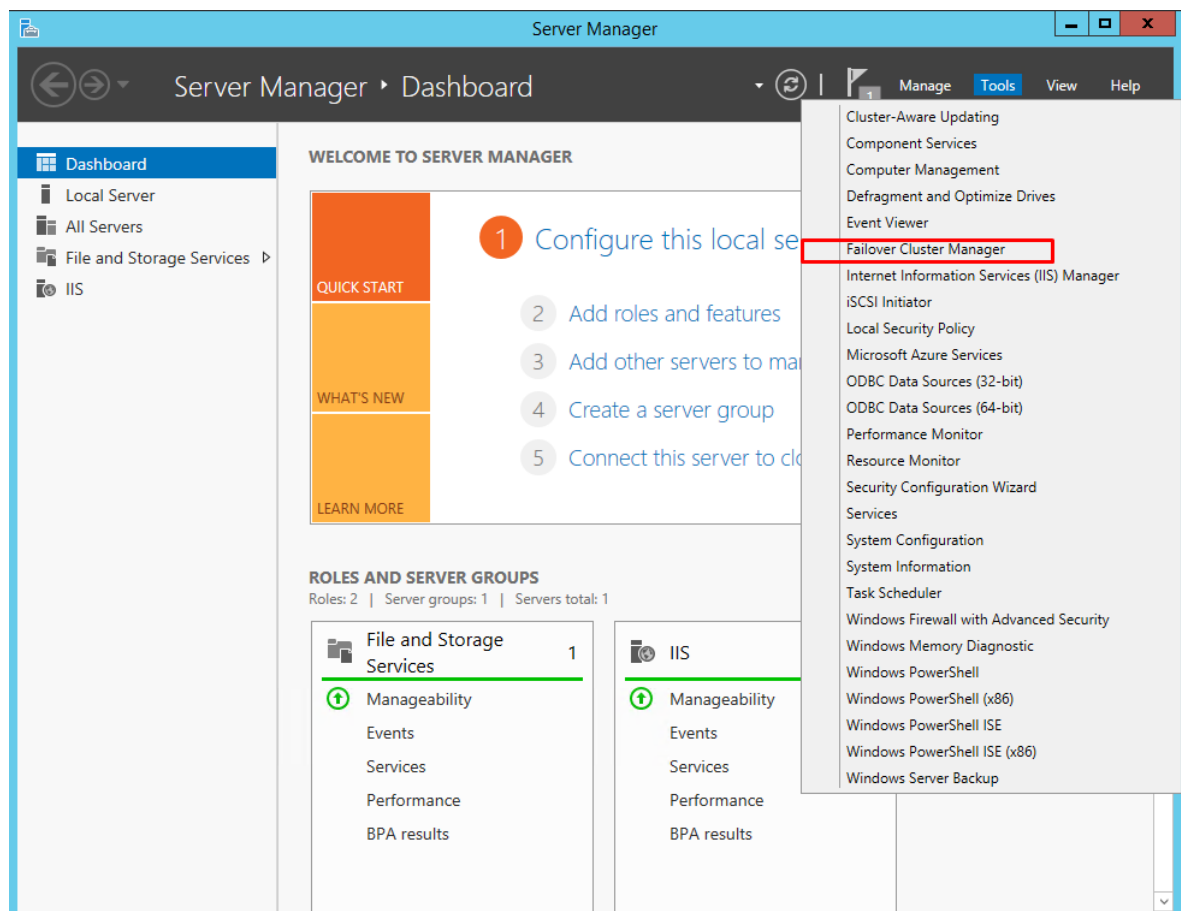 Server Manager
Server Manager ‣ Dashboard
1
Manage
Tools
View
Help
Dashboard
Local Server
All Servers
File and Storage Services
IIS
WELCOME TO SERVER MANAGER
QUICK START
WHAT'S NEW
LEARN MORE
1 Configure this local se
2 Add roles and features
3 Add other servers to ma
4 Create a server group
5 Connect this server to clo
ROLES AND SERVER GROUPS
Roles: 2 | Server groups: 1 | Servers total: 1
File and Storage
Services
1
Manageability
Events
Services
Performance
BPA results
IIS
Manageability
Events
Services
Performance
BPA results
Cluster-Aware Updating
Component Services
Computer Management
Defragment and Optimize Drives
Event Viewer
Failover Cluster Manager
Internet Information Services (IIS) Manager
iSCSI Initiator
Local Security Policy
Microsoft Azure Services
ODBC Data Sources (32-bit)
ODBC Data Sources (64-bit)
Performance Monitor
Resource Monitor
Security Configuration Wizard
Services
System Configuration
System Information
Task Scheduler
Windows Firewall with Advanced Security
Windows Memory Diagnostic
Windows PowerShell
Windows PowerShell (x86)
Windows PowerShell ISE
Windows PowerShell ISE (x86)
Windows Server Backup